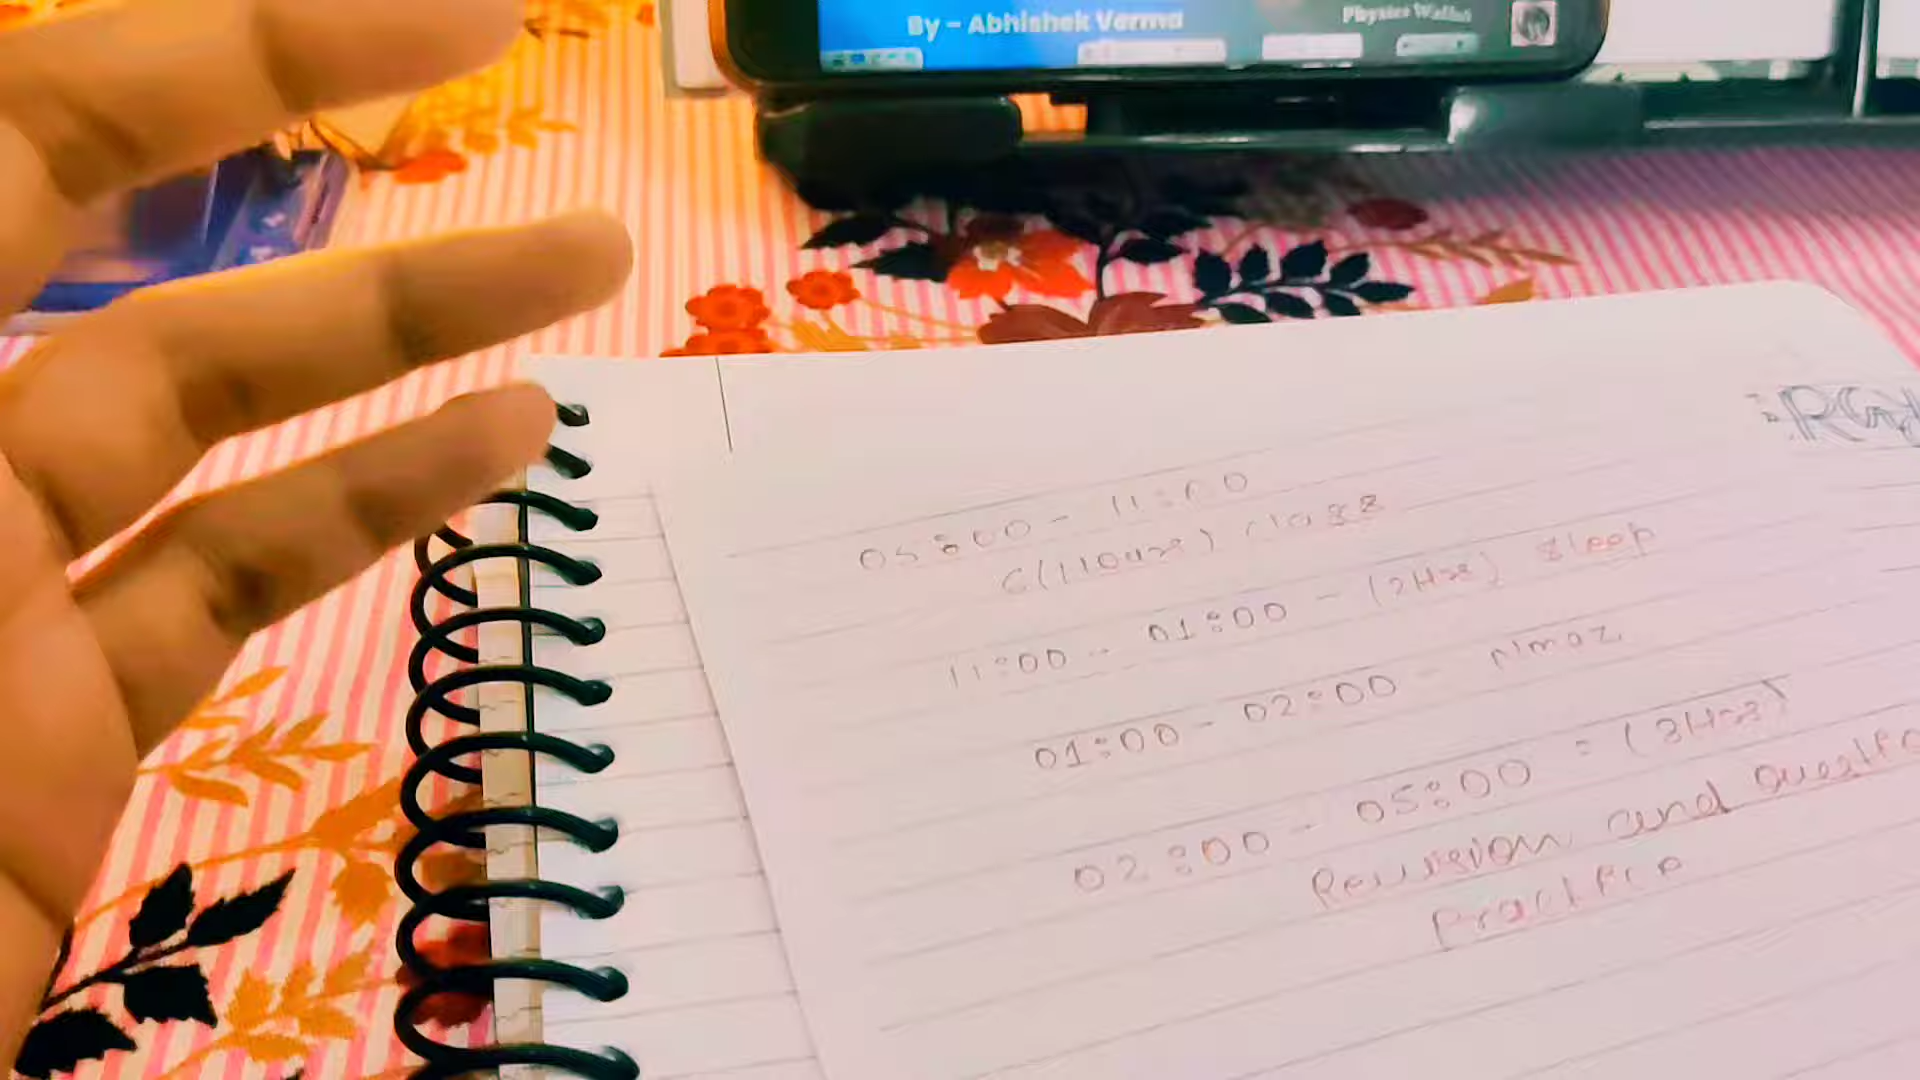 By - Abhishek Verma
Physics Wallah
05:00 - 11:00
6(Hours) class
11:00 - 01:00 - (2Hrs) sleep
01:00 - 02:00 - nimaz
02:00 - 05:00 = (3Hrs)
Revision and
Practice